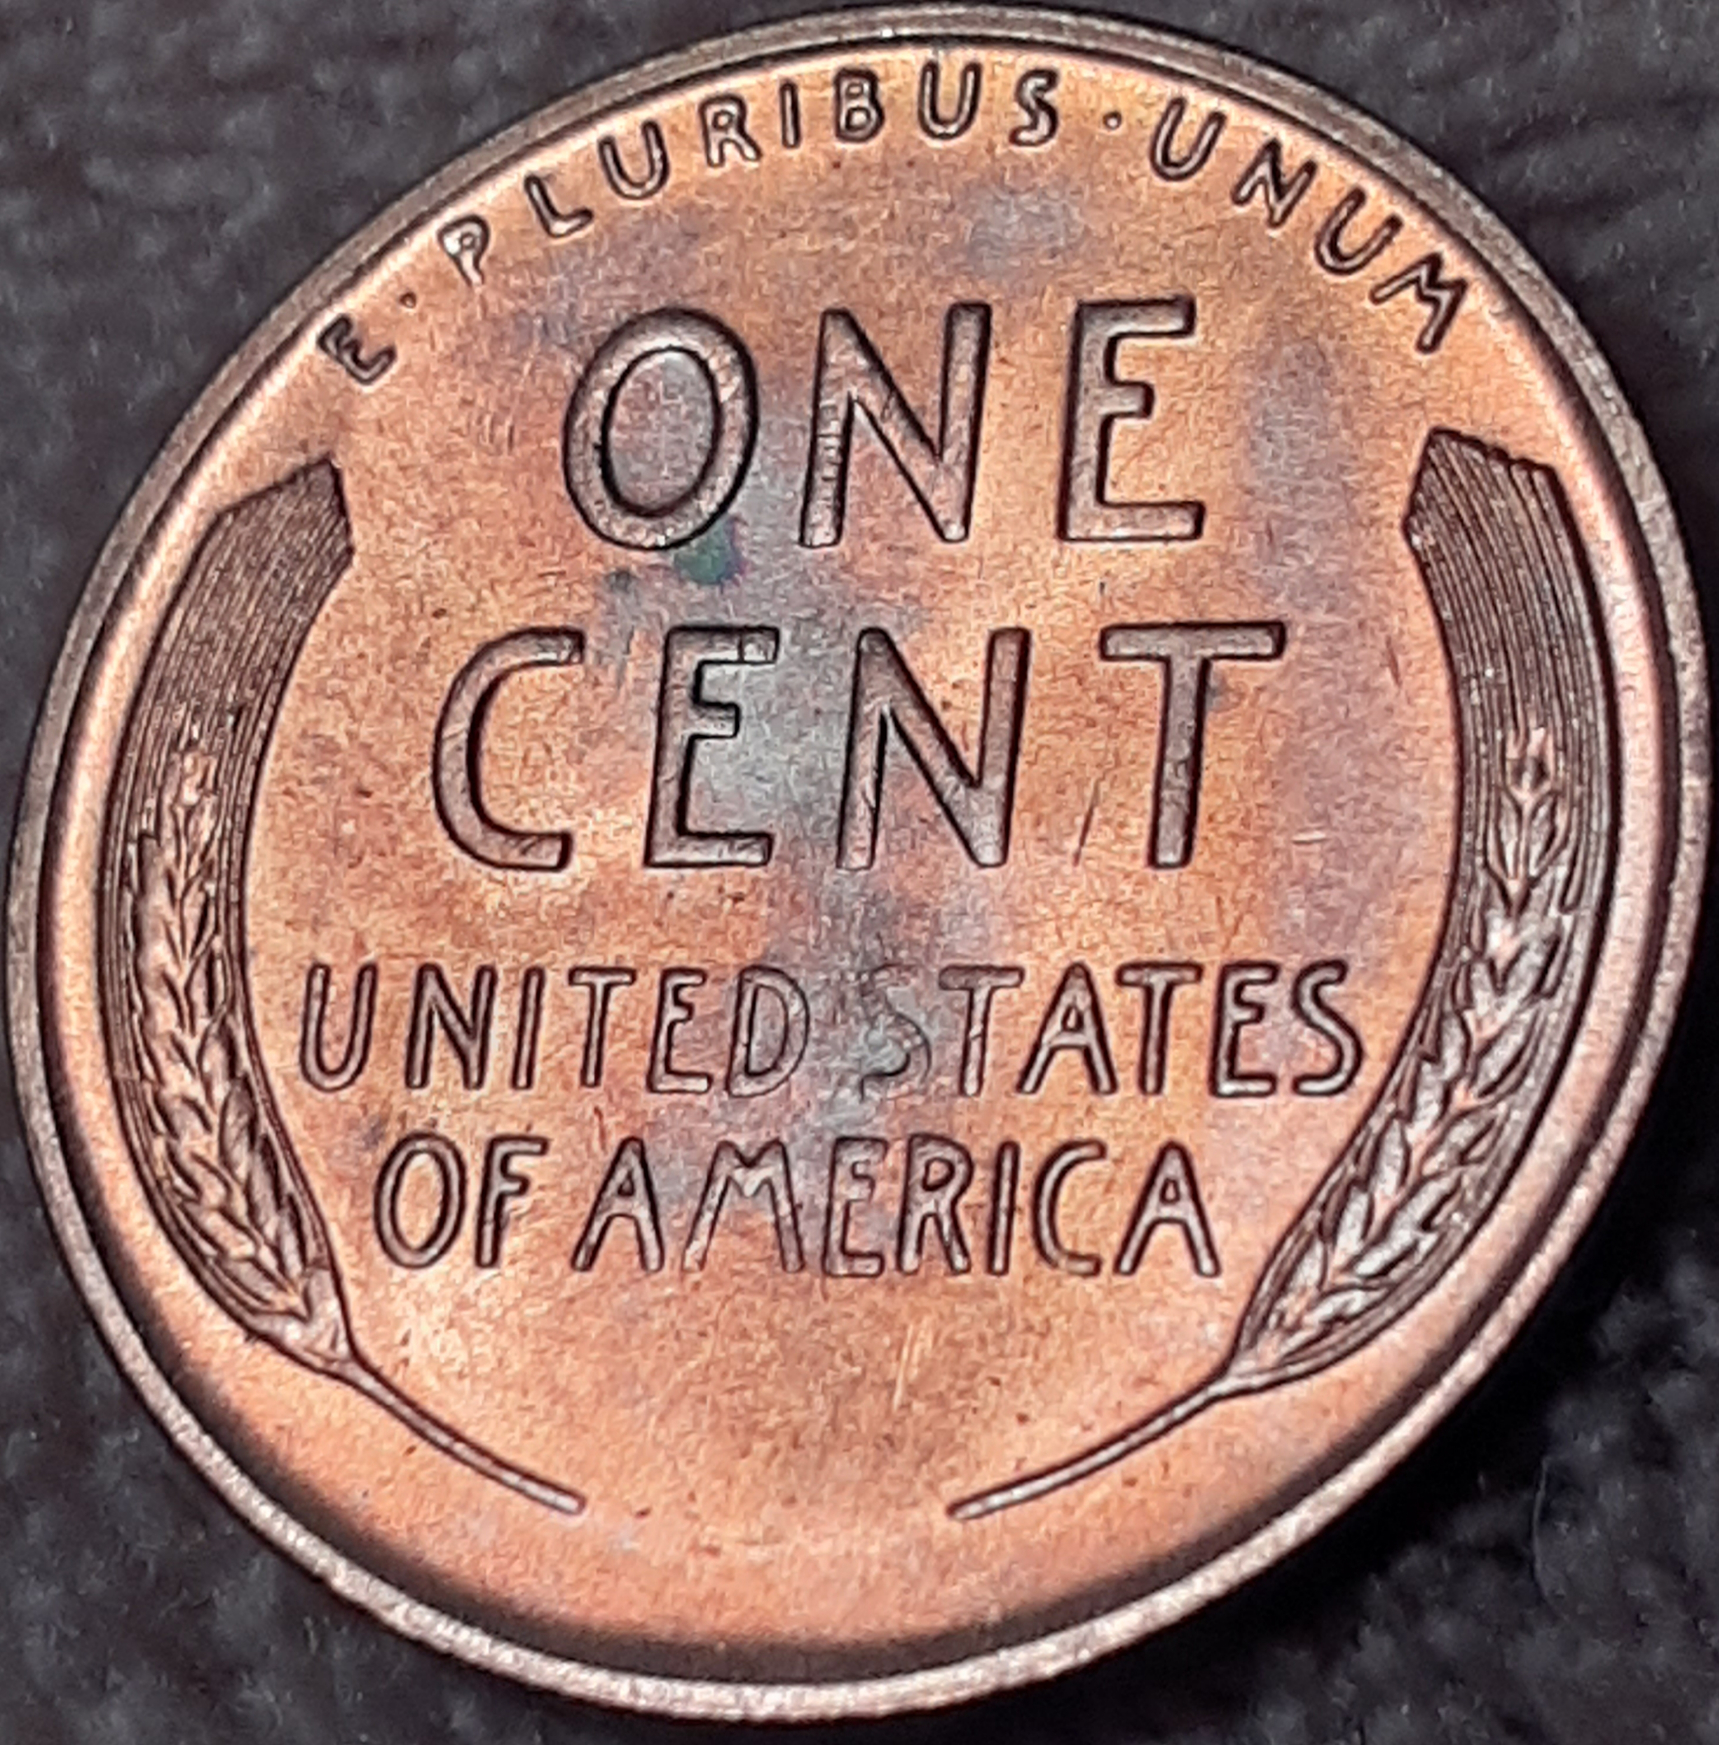 E · PLURIBUS · UNUM
ONE
CENT
UNITED STATES
OF AMERICA